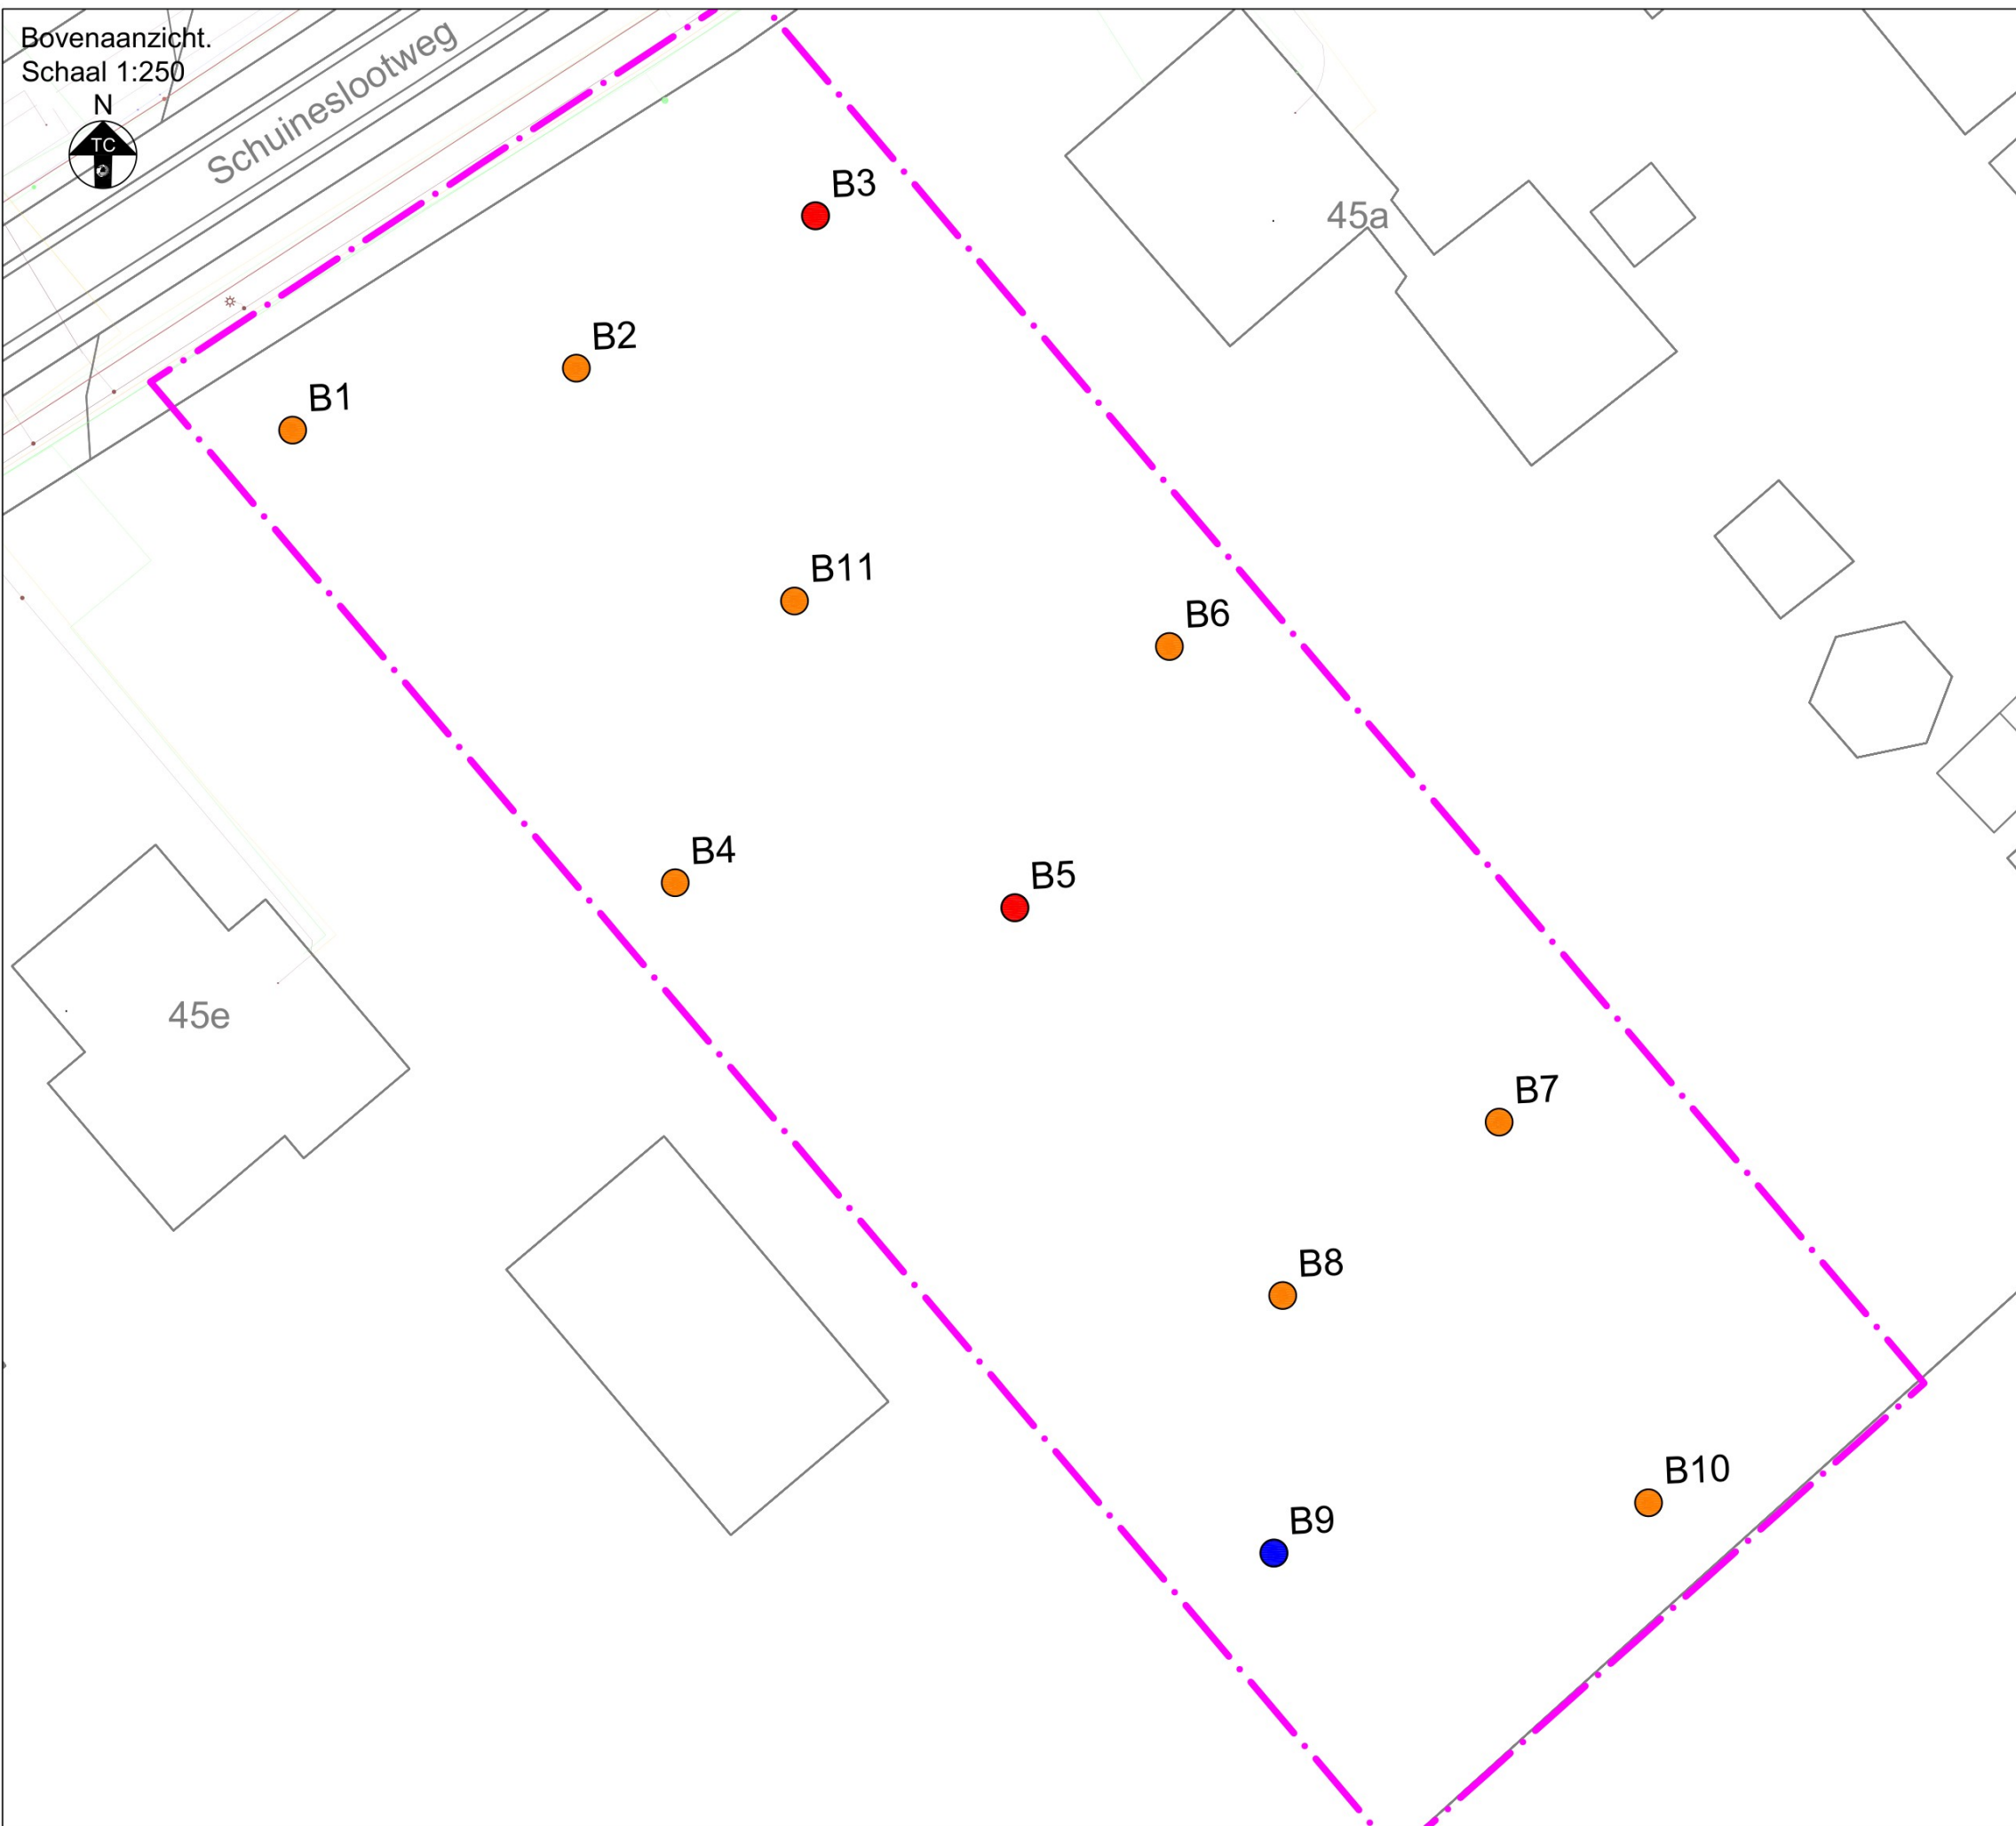 Bovenaanzicht.
Schaal 1:250
N
TC
Schuineslootweg
B3
45a
B2
B1
B11
B6
B4
B5
45e
B7
B8
B10
B9